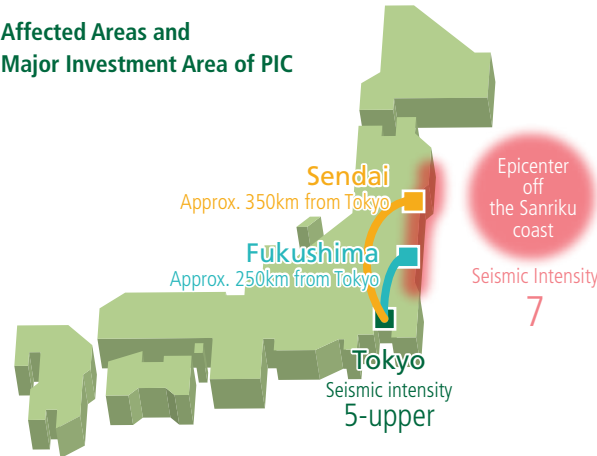 Affected Areas and
Major Investment Area of PIC
Sendai
Approx. 350km from Tokyo
Epicenter
off
the Sanriku
coast
Fukushima
Approx. 250km from Tokyo
Seismic Intensity
7
Tokyo
Seismic intensity
5-upper